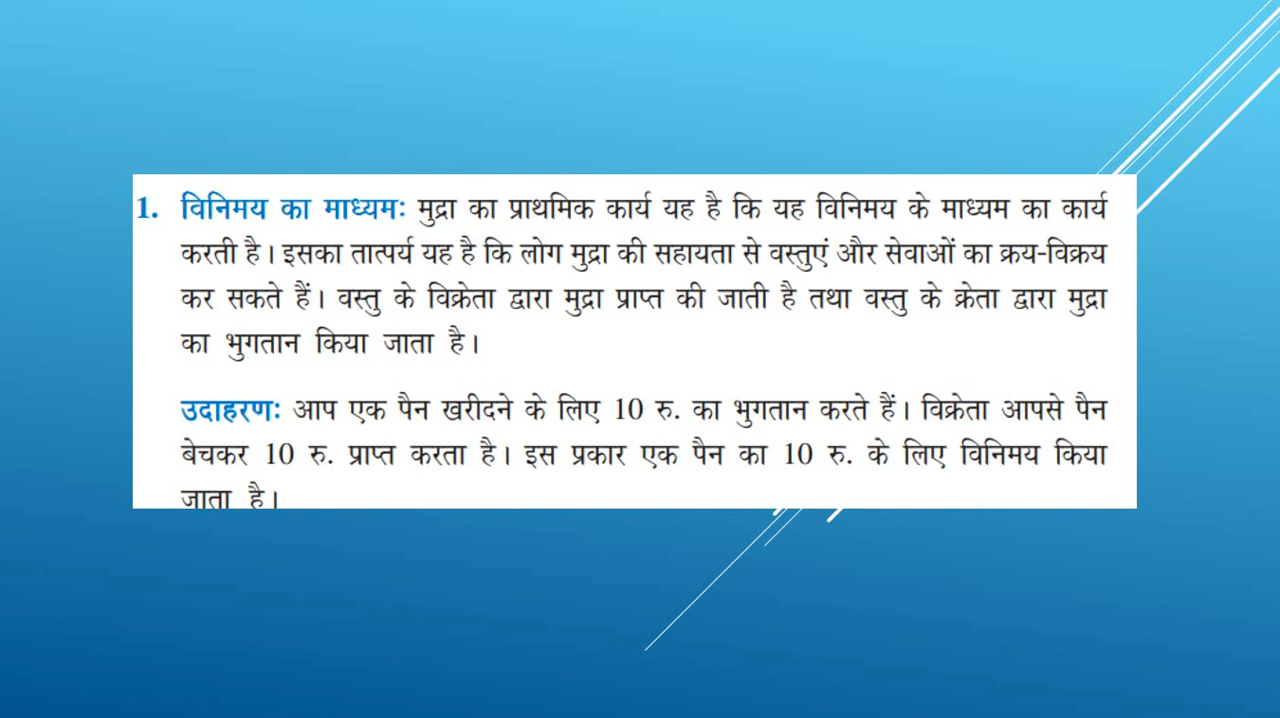 1. विनिमय का माध्यमः मुद्रा का प्राथमिक कार्य यह है कि यह विनिमय के माध्यम का कार्य
करती है। इसका तात्पर्य यह है कि लोग मुद्रा की सहायता से वस्तुएं और सेवाओं का क्रय-विक्रय
कर सकते हैं। वस्तु के विक्रेता द्वारा मुद्रा प्राप्त की जाती है तथा वस्तु के क्रेता द्वारा मुद्रा
का भुगतान किया जाता है।
उदाहरणः आप एक पैन खरीदने के लिए 10 रु. का भुगतान करते हैं। विक्रेता आपसे पैन
बेचकर 10 रु. प्राप्त करता है। इस प्रकार एक पैन का 10 रु. के लिए विनिमय किया
जाता है।